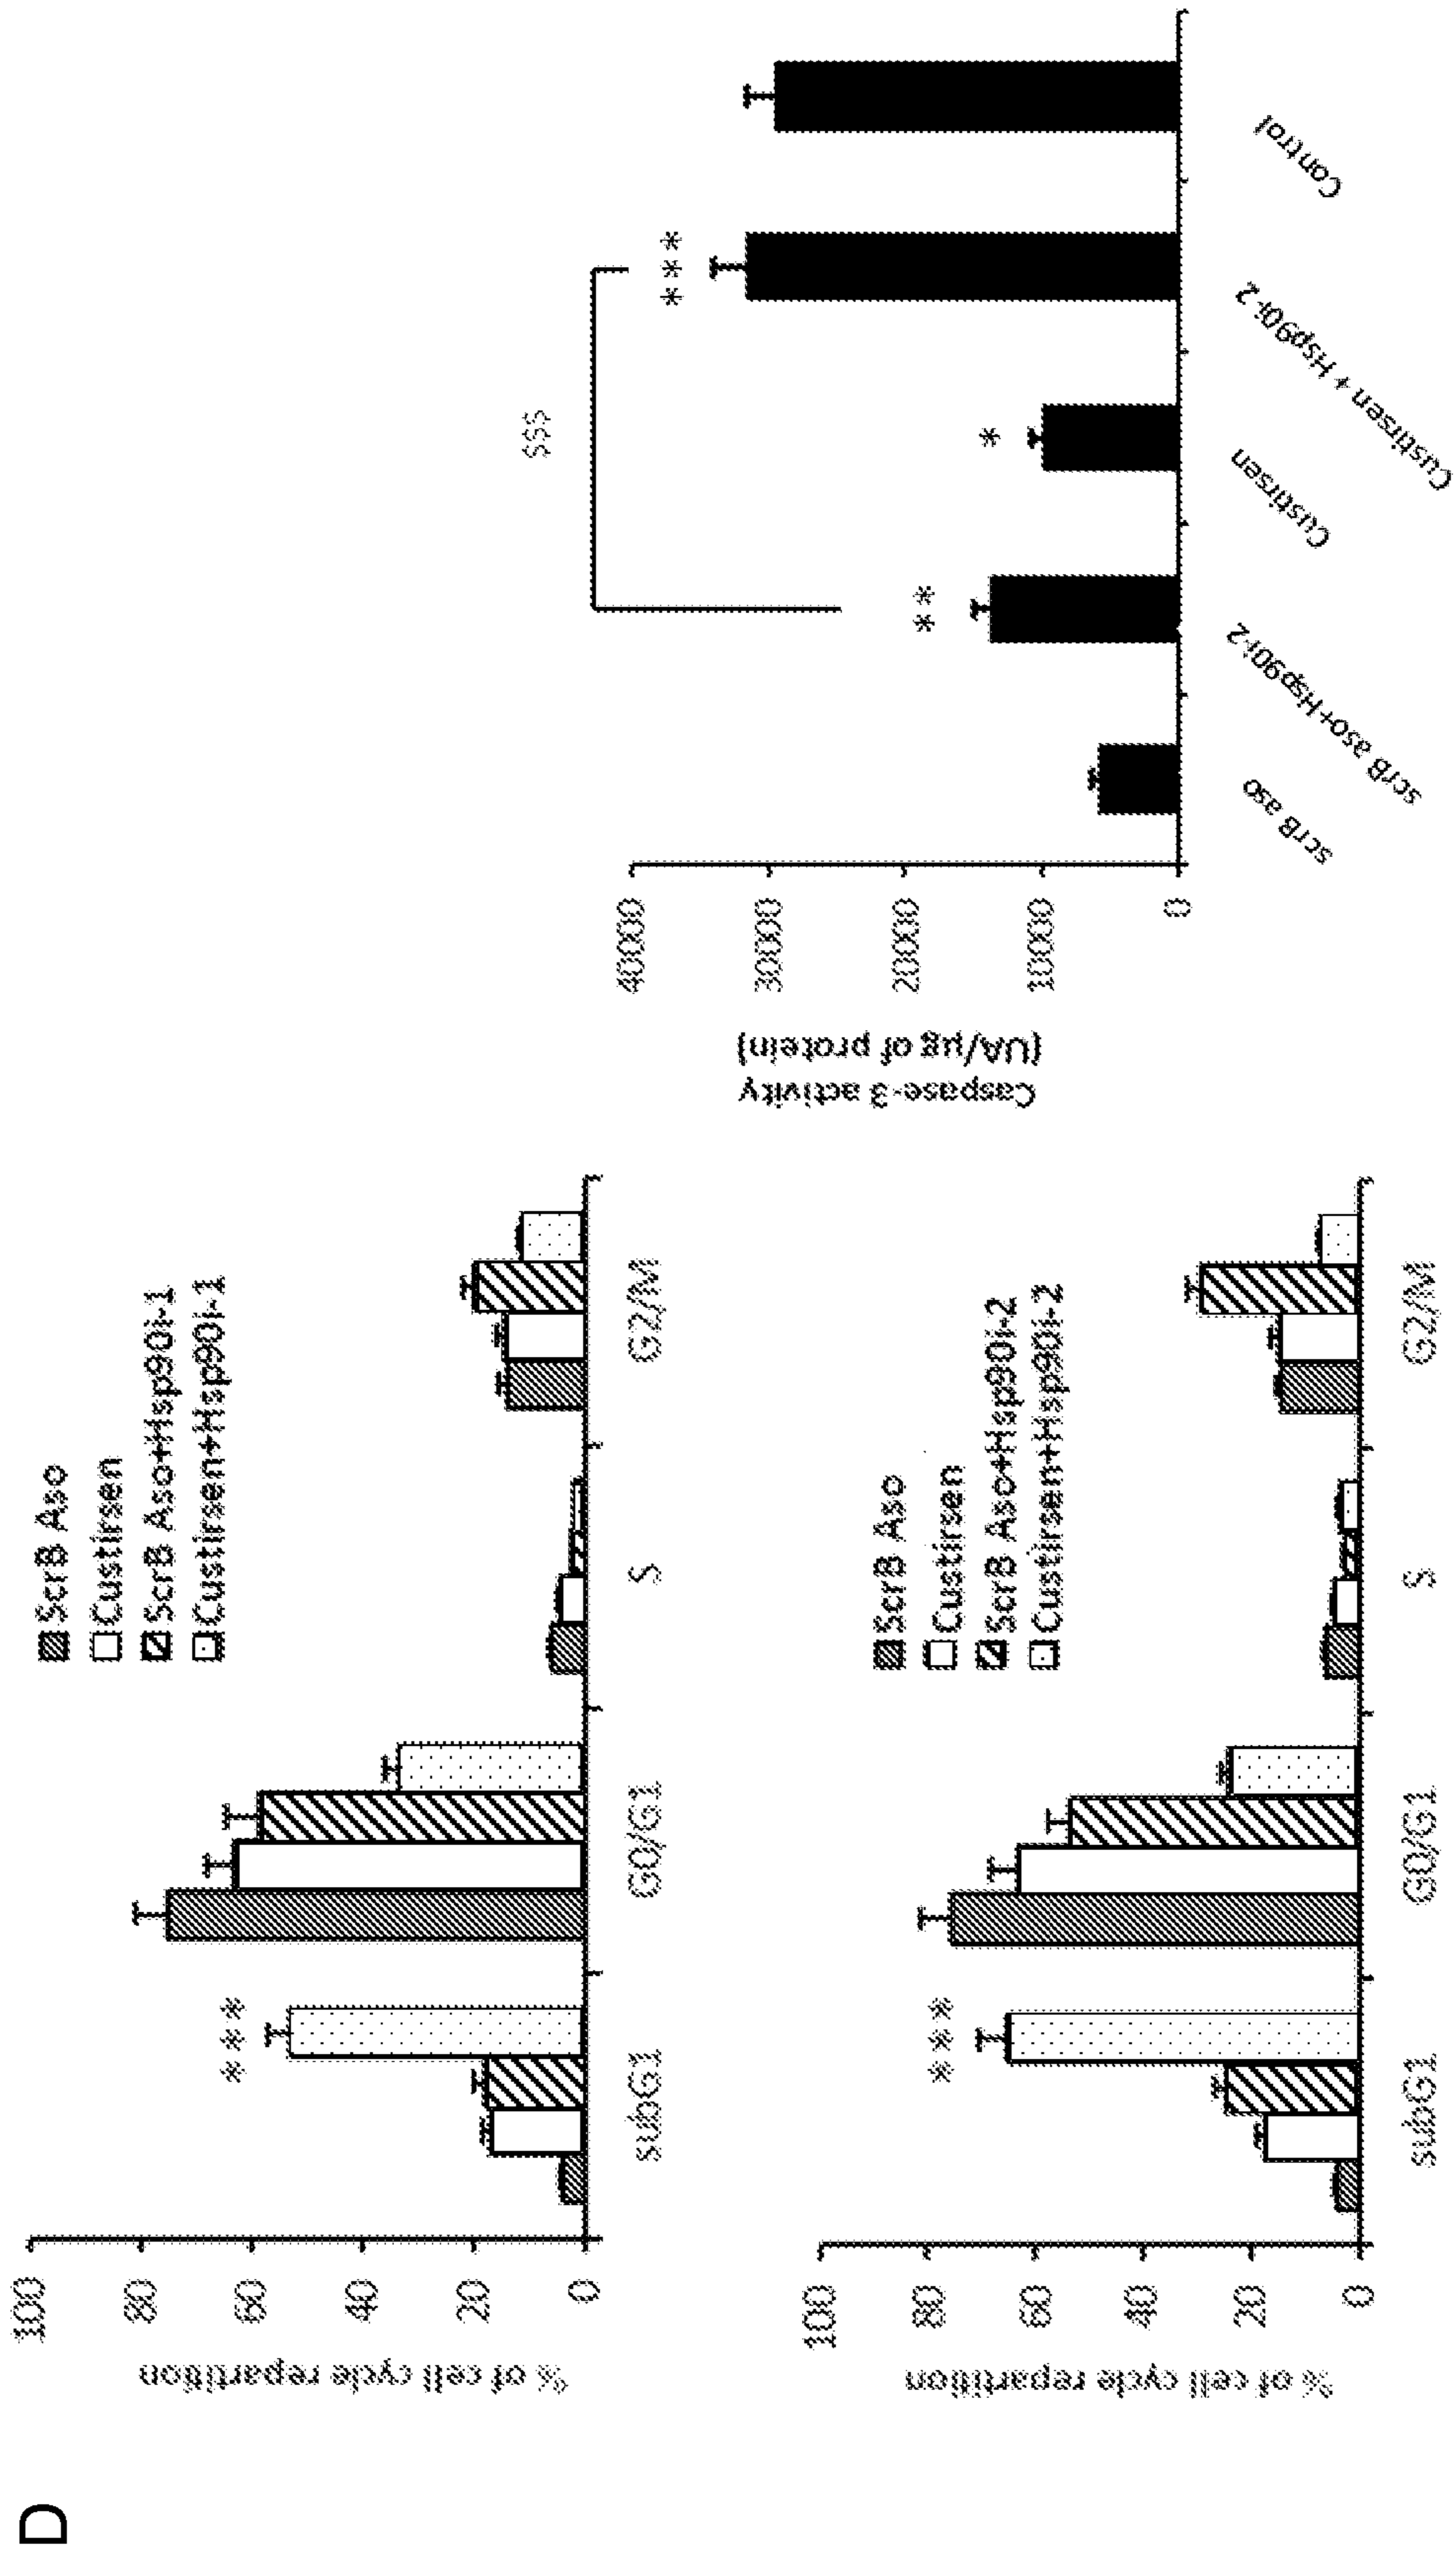 D
% of cell cycle repartition
100
80
60
40
20
0
***
subG1
G0/G1
S
G2/M
ScrB Aso
Custirsen
ScrB Aso+Hsp90i-1
Custirsen+Hsp90i-1
% of cell cycle repartition
100
80
60
40
20
0
***
subG1
G0/G1
S
G2/M
ScrB Aso
Custirsen
ScrB Aso+Hsp90i-2
Custirsen+Hsp90i-2
Caspase-3 activity
(UA/µg of protein)
40000
30000
20000
10000
0
$$$
**
*
***
scrB aso
scrB aso+Hsp90i-2
Custirsen
Custirsen + Hsp90i-2
Control